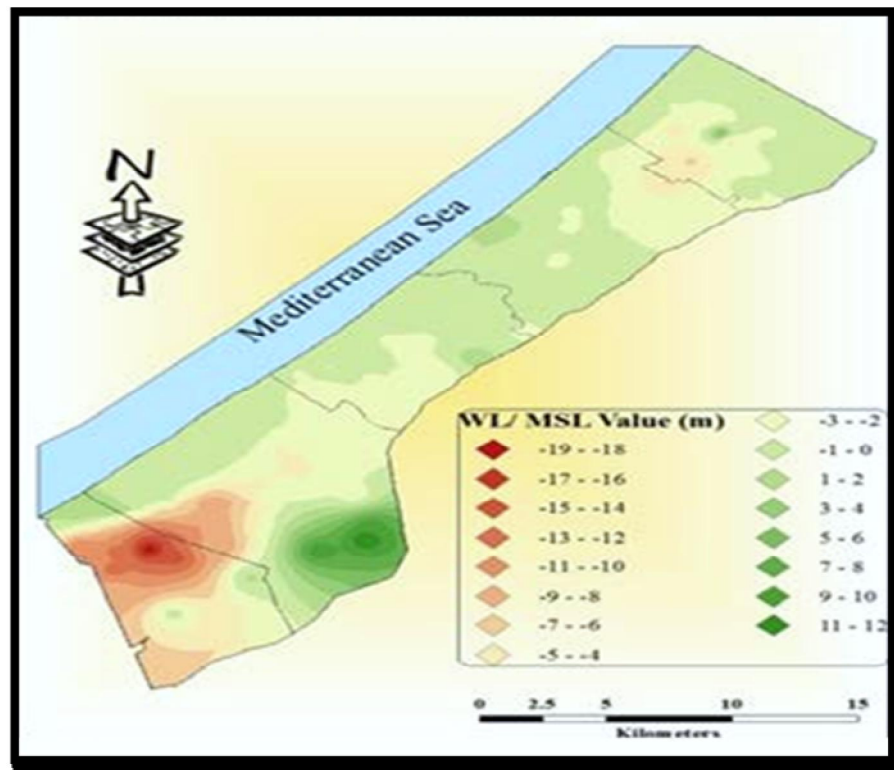 N
Mediterranean Sea
WL/ MSL Value (m)
-19 - -18
-17 - -16
-15 - -14
-13 - -12
-11 - -10
-9 - -8
-7 - -6
-5 - -4
-3 - -2
-1 - 0
1 - 2
3 - 4
5 - 6
7 - 8
9 - 10
11 - 12
0 2.5 5 10 15
Kilometers